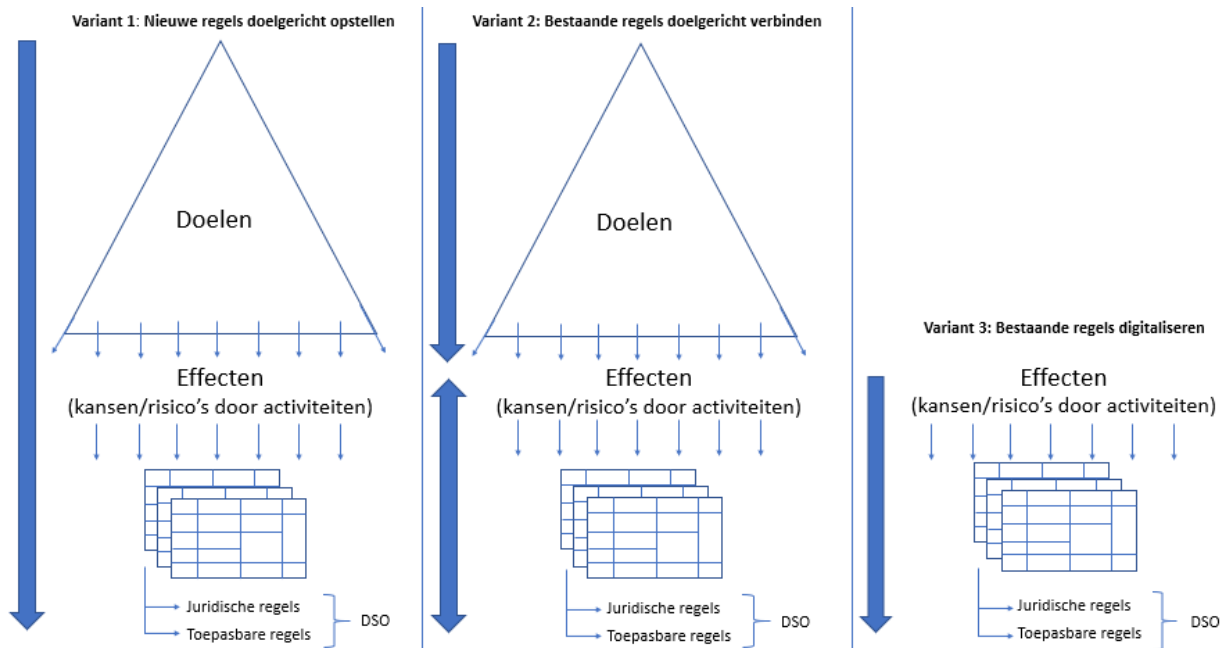 Variant 1: Nieuwe regels doelgericht opstellen
Doelen
Effecten
(kansen/risico's door activiteiten)
Juridische regels
Toepasbare regels
DSO
Variant 2: Bestaande regels doelgericht verbinden
Doelen
Effecten
(kansen/risico's door activiteiten)
Juridische regels
Toepasbare regels
DSO
Variant 3: Bestaande regels digitaliseren
Effecten
(kansen/risico's door activiteiten)
Juridische regels
Toepasbare regels
DSO